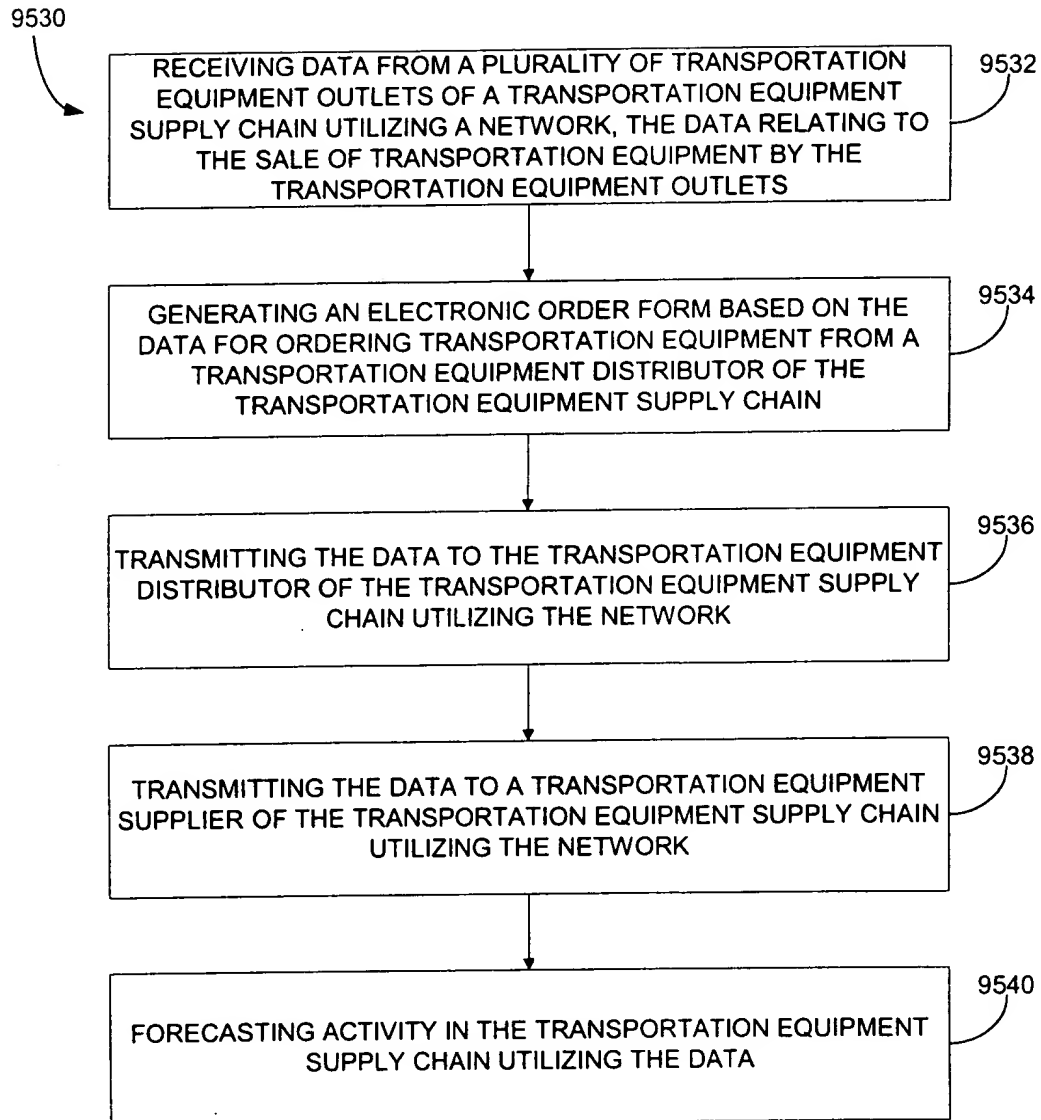 9530
RECEIVING DATA FROM A PLURALITY OF TRANSPORTATION
EQUIPMENT OUTLETS OF A TRANSPORTATION EQUIPMENT
SUPPLY CHAIN UTILIZING A NETWORK, THE DATA RELATING TO
THE SALE OF TRANSPORTATION EQUIPMENT BY THE
TRANSPORTATION EQUIPMENT OUTLETS
9532
GENERATING AN ELECTRONIC ORDER FORM BASED ON THE
DATA FOR ORDERING TRANSPORTATION EQUIPMENT FROM A
TRANSPORTATION EQUIPMENT DISTRIBUTOR OF THE
TRANSPORTATION EQUIPMENT SUPPLY CHAIN
9534
TRANSMITTING THE DATA TO THE TRANSPORTATION EQUIPMENT
DISTRIBUTOR OF THE TRANSPORTATION EQUIPMENT SUPPLY
CHAIN UTILIZING THE NETWORK
9536
TRANSMITTING THE DATA TO A TRANSPORTATION EQUIPMENT
SUPPLIER OF THE TRANSPORTATION EQUIPMENT SUPPLY CHAIN
UTILIZING THE NETWORK
9538
FORECASTING ACTIVITY IN THE TRANSPORTATION EQUIPMENT
SUPPLY CHAIN UTILIZING THE DATA
9540